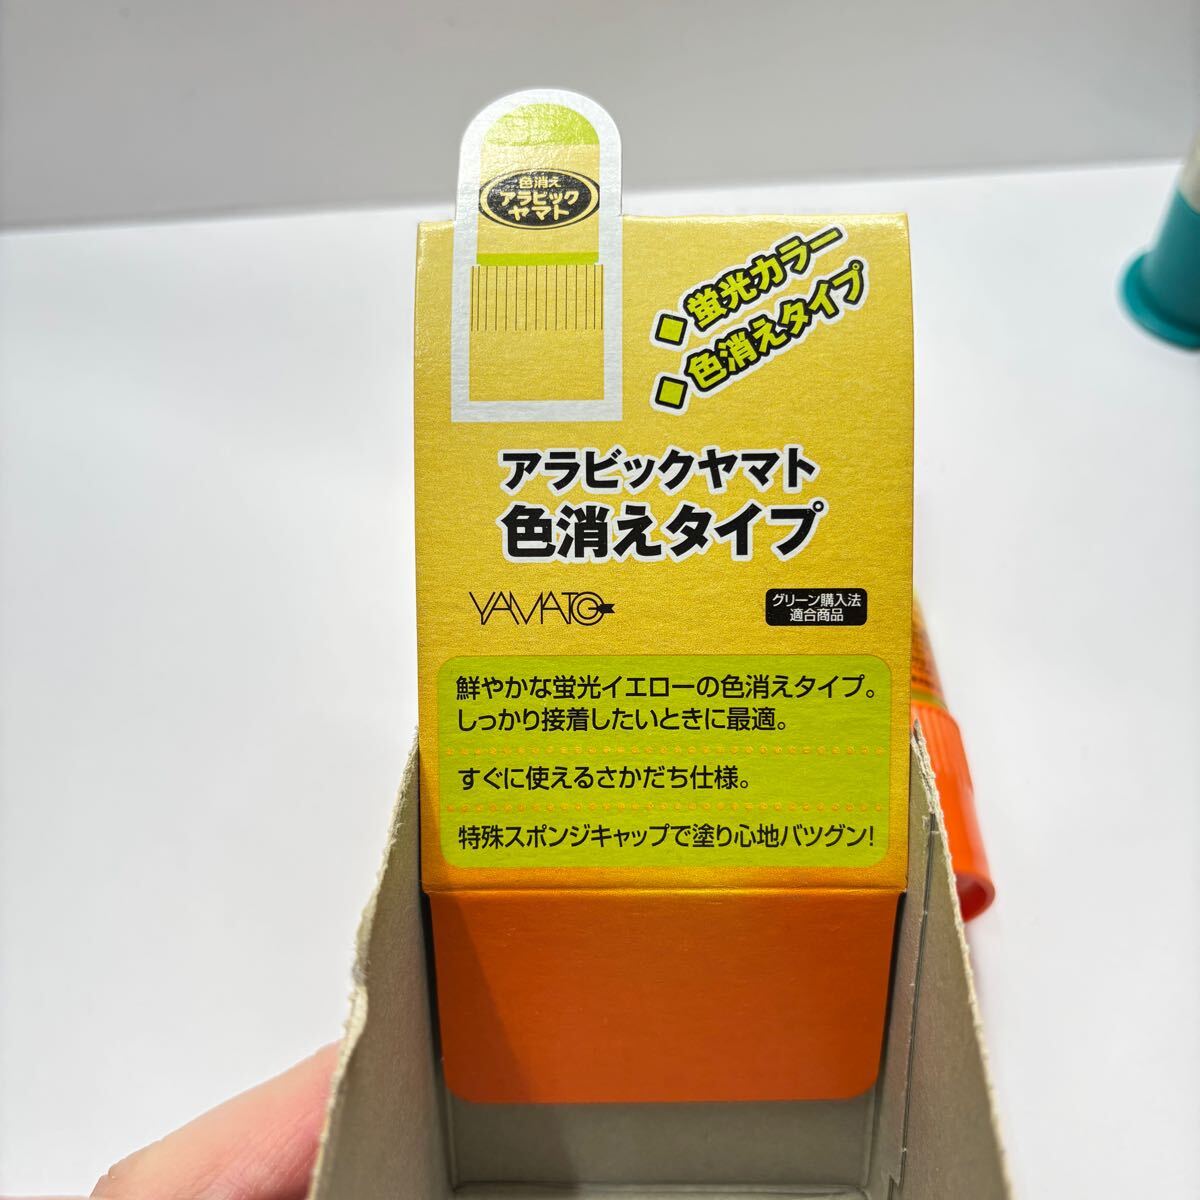 色消え
アラビック
ヤマト
■ 蛍光カラー
■ 色消えタイプ
アラビックヤマト
色消えタイプ
YAMATO
グリーン購入法
適合商品
鮮やかな蛍光イエローの色消えタイプ。
しっかり接着したいときに最適。
すぐに使えるさかだち仕様。
特殊スポンジキャップで塗り心地バツグン!